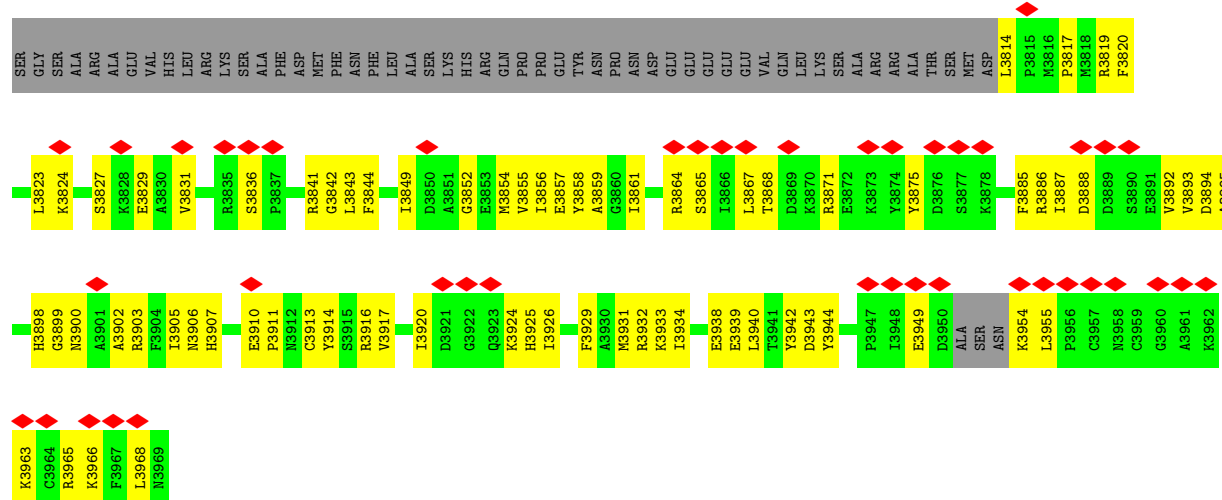 SER GLY SER ALA ARG ALA GLU VAL HIS LEU ARG LYS SER ALA PHE ASP MET PHE ASN PHE LEU ALA SER LYS HIS ARG GLN PRO PRO GLU TYR ASN PRO ASN ASP GLU GLU GLU GLU GLU VAL GLN LEU LYS SER ALA ARG ARG ALA THR SER MET ASP L3814 P3815 M3816 P3817 M3818 R3819 F3820
L3823 K3824 S3827 K3828 E3829 A3830 V3831 R3835 S3836 P3837 R3841 G3842 L3843 F3844 I3849 D3850 A3851 G3852 E3853 M3854 V3855 I3856 E3857 Y3858 A3859 G3860 I3861 R3864 S3865 I3866 L3867 T3868 D3869 K3870 R3871 E3872 K3873 Y3874 Y3875 D3876 S3877 K3878 F3885 R3886 I3887 D3888 D3889 S3890 E3891 V3892 V3893 D3894
H3898 G3899 N3900 A3901 A3902 R3903 F3904 I3905 N3906 H3907 E3910 P3911 N3912 C3913 Y3914 S3915 R3916 V3917 I3920 D3921 G3922 Q3923 K3924 H3925 I3926 F3929 A3930 M3931 R3932 K3933 I3934 E3938 E3939 L3940 T3941 Y3942 D3943 Y3944 P3947 I3948 E3949 D3950 ALA SER ASN K3954 L3955 P3956 C3957 N3958 C3959 G3960 A3961 K3962
K3963 C3964 R3965 K3966 F3967 L3968 N3969